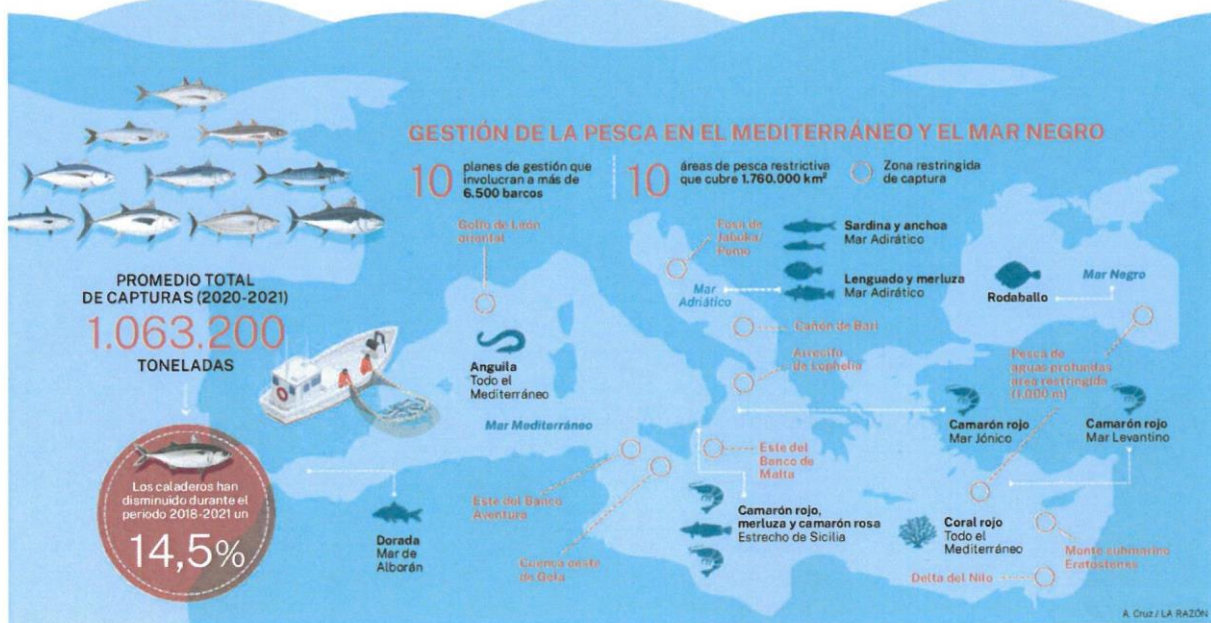 GESTIÓN DE LA PESCA EN EL MEDITERRÁNEO Y EL MAR NEGRO
10
planes de gestión que
involucran a más de
6.500 barcos
10
áreas de pesca restrictiva
que cubre 1.760.000 km²
Zona restringida
de captura
PROMEDIO TOTAL
DE CAPTURAS (2020-2021)
1.063.200
TONELADAS
Los caladeros han
disminuido durante el
periodo 2018-2021 un
14,5%
Golfo de León
oriental
Anguila
Todo el
Mediterráneo
Mar Mediterráneo
Fosa de
Jabuka/
Pomo
Mar
Adriático
Sardina y anchoa
Mar Adirático
Lenguado y merluza
Mar Adirático
Rodaballo
Mar Negro
Cañón de Bari
Arrecife
de Lophelia
Pesca de
aguas profundas
área restringida
(1.000 m)
Camarón rojo
Mar Jónico
Camarón rojo
Mar Levantino
Este del
Banco de
Malta
Este del Banco
Aventura
Cuenca oeste
de Gela
Dorada
Mar de
Alborán
Camarón rojo,
merluza y camarón rosa
Estrecho de Sicilia
Coral rojo
Todo el
Mediterráneo
Monte submarino
Eratóstenes
Delta del Nilo
A. Cruz / LA RAZÓN